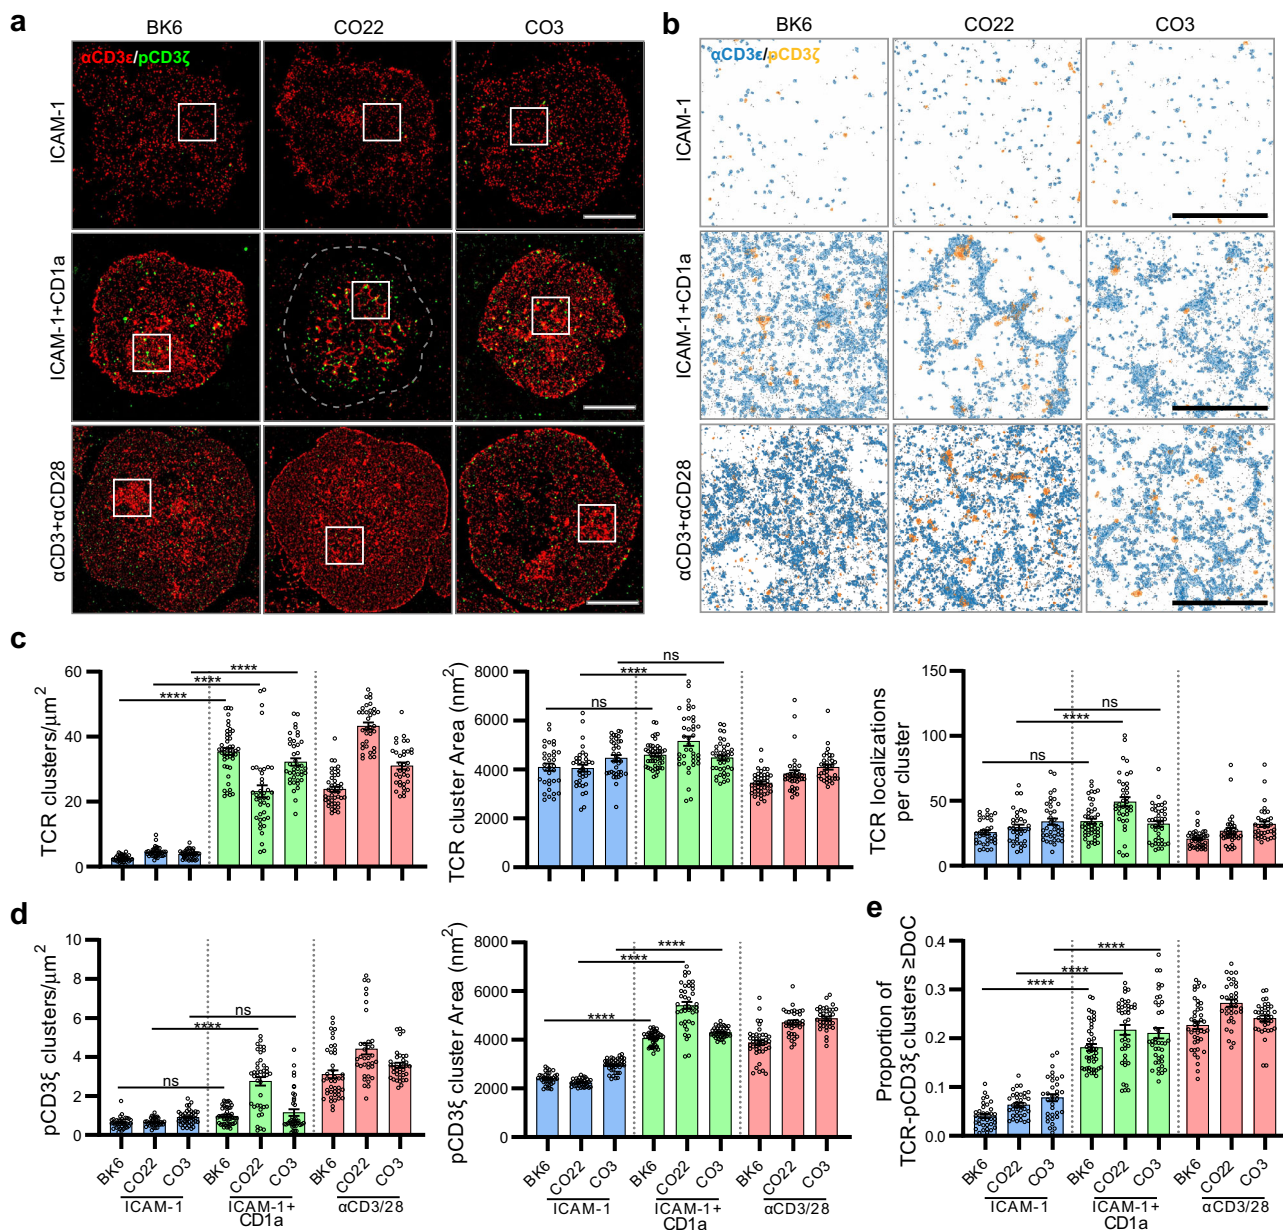 a
BK6
CO22
CO3
αCD3ε/pCD3ζ
ICAM-1
ICAM-1+CD1a
αCD3+αCD28
b
BK6
CO22
CO3
αCD3ε/pCD3ζ
ICAM-1
ICAM-1+CD1a
αCD3+αCD28
c
TCR clusters/µm²
60
40
20
0
****
****
****
TCR cluster Area (nm²)
8000
6000
4000
2000
0
ns
****
ns
TCR localizations
per cluster
150
100
50
0
ns
****
ns
d
pCD3ξ clusters/µm²
10
8
6
4
2
0
ns
****
ns
BK6
CO22
CO3
BK6
CO22
CO3
BK6
CO22
CO3
ICAM-1
ICAM-1+
CD1a
αCD3/28
pCD3ξ cluster Area (nm²)
8000
6000
4000
2000
0
****
****
****
BK6
CO22
CO3
BK6
CO22
CO3
BK6
CO22
CO3
ICAM-1
ICAM-1+
CD1a
αCD3/28
e
Proportion of
TCR-pCD3ξ clusters ≥DoC
0.4
0.3
0.2
0.1
0.0
****
****
****
BK6
CO22
CO3
BK6
CO22
CO3
BK6
CO22
CO3
ICAM-1
ICAM-1+
CD1a
αCD3/28